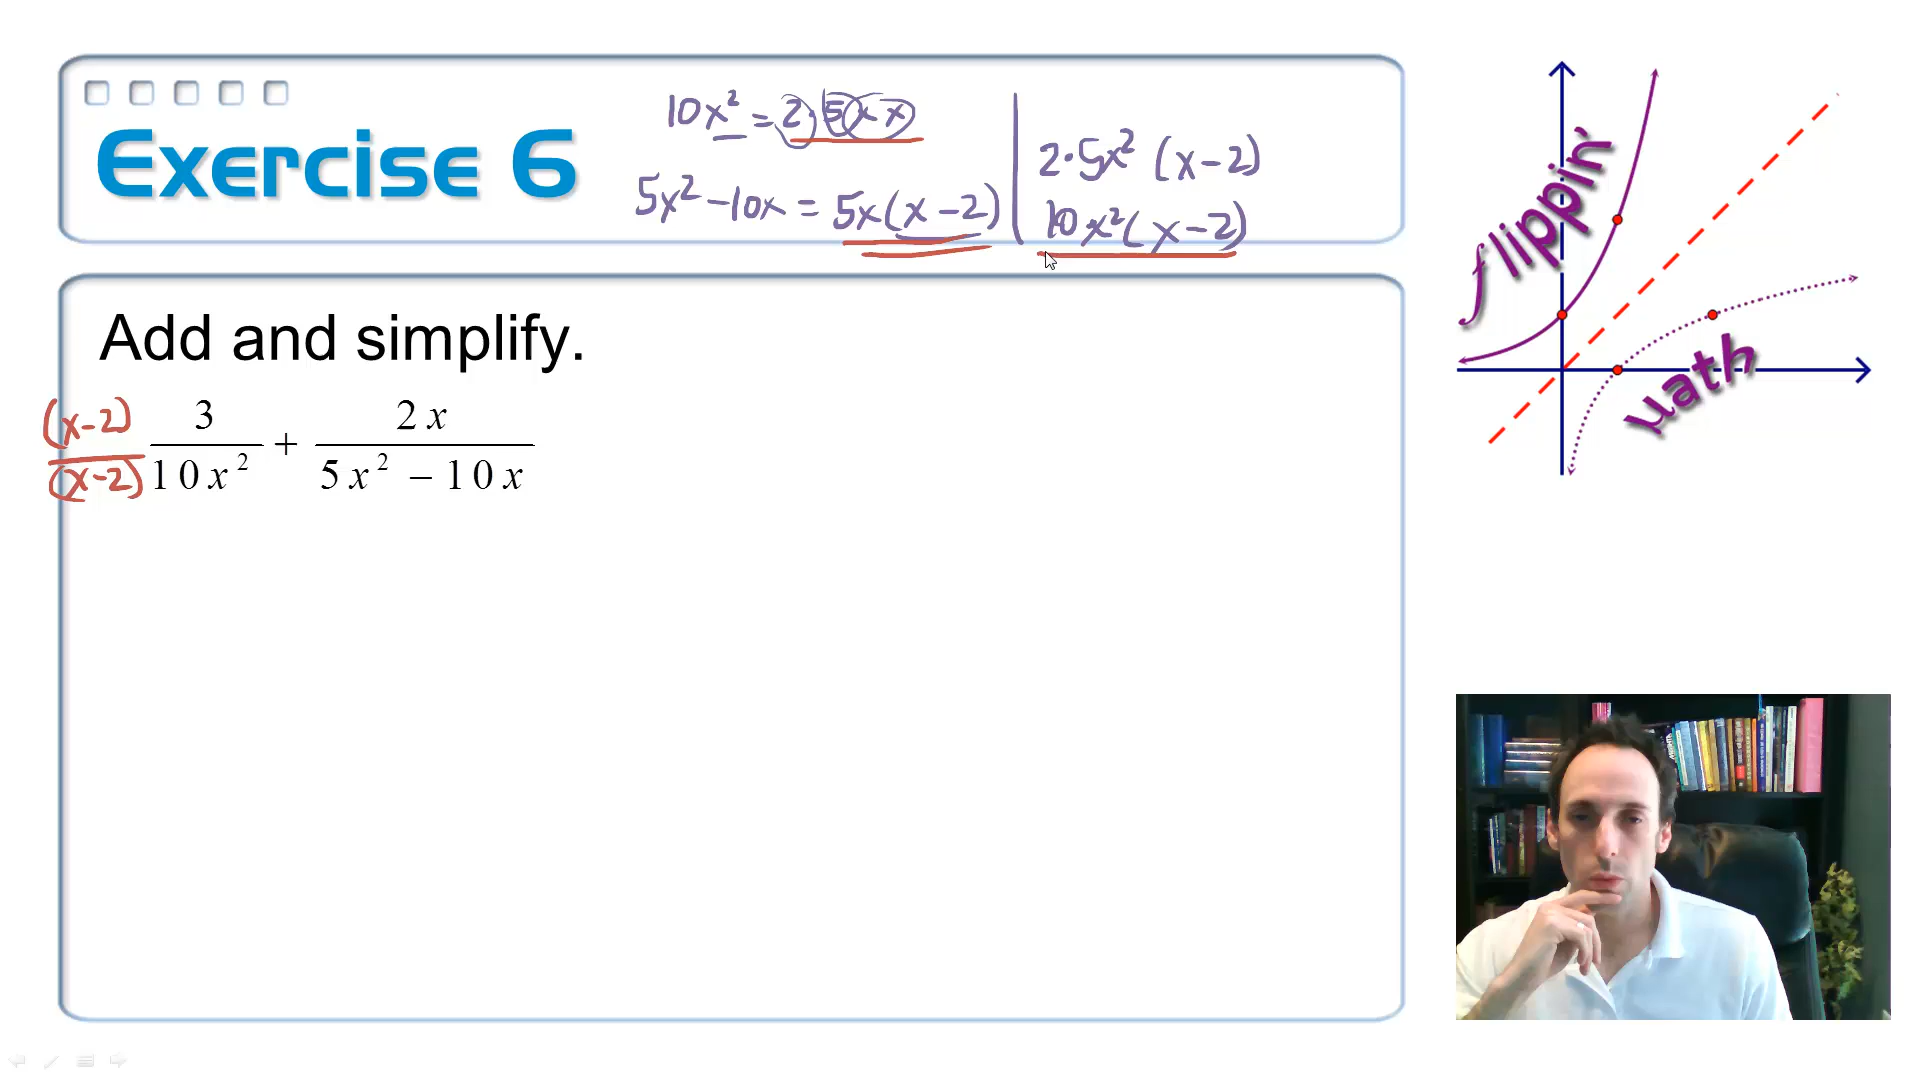 Exercise 6
10x² = 2·5xx
5x² - 10x = 5x(x-2)
2·5x² (x-2)
10x²(x-2)
Add and simplify.
(x-2)/(x-2) 3/10x² + 2x/5x² − 10x
flippin'
math